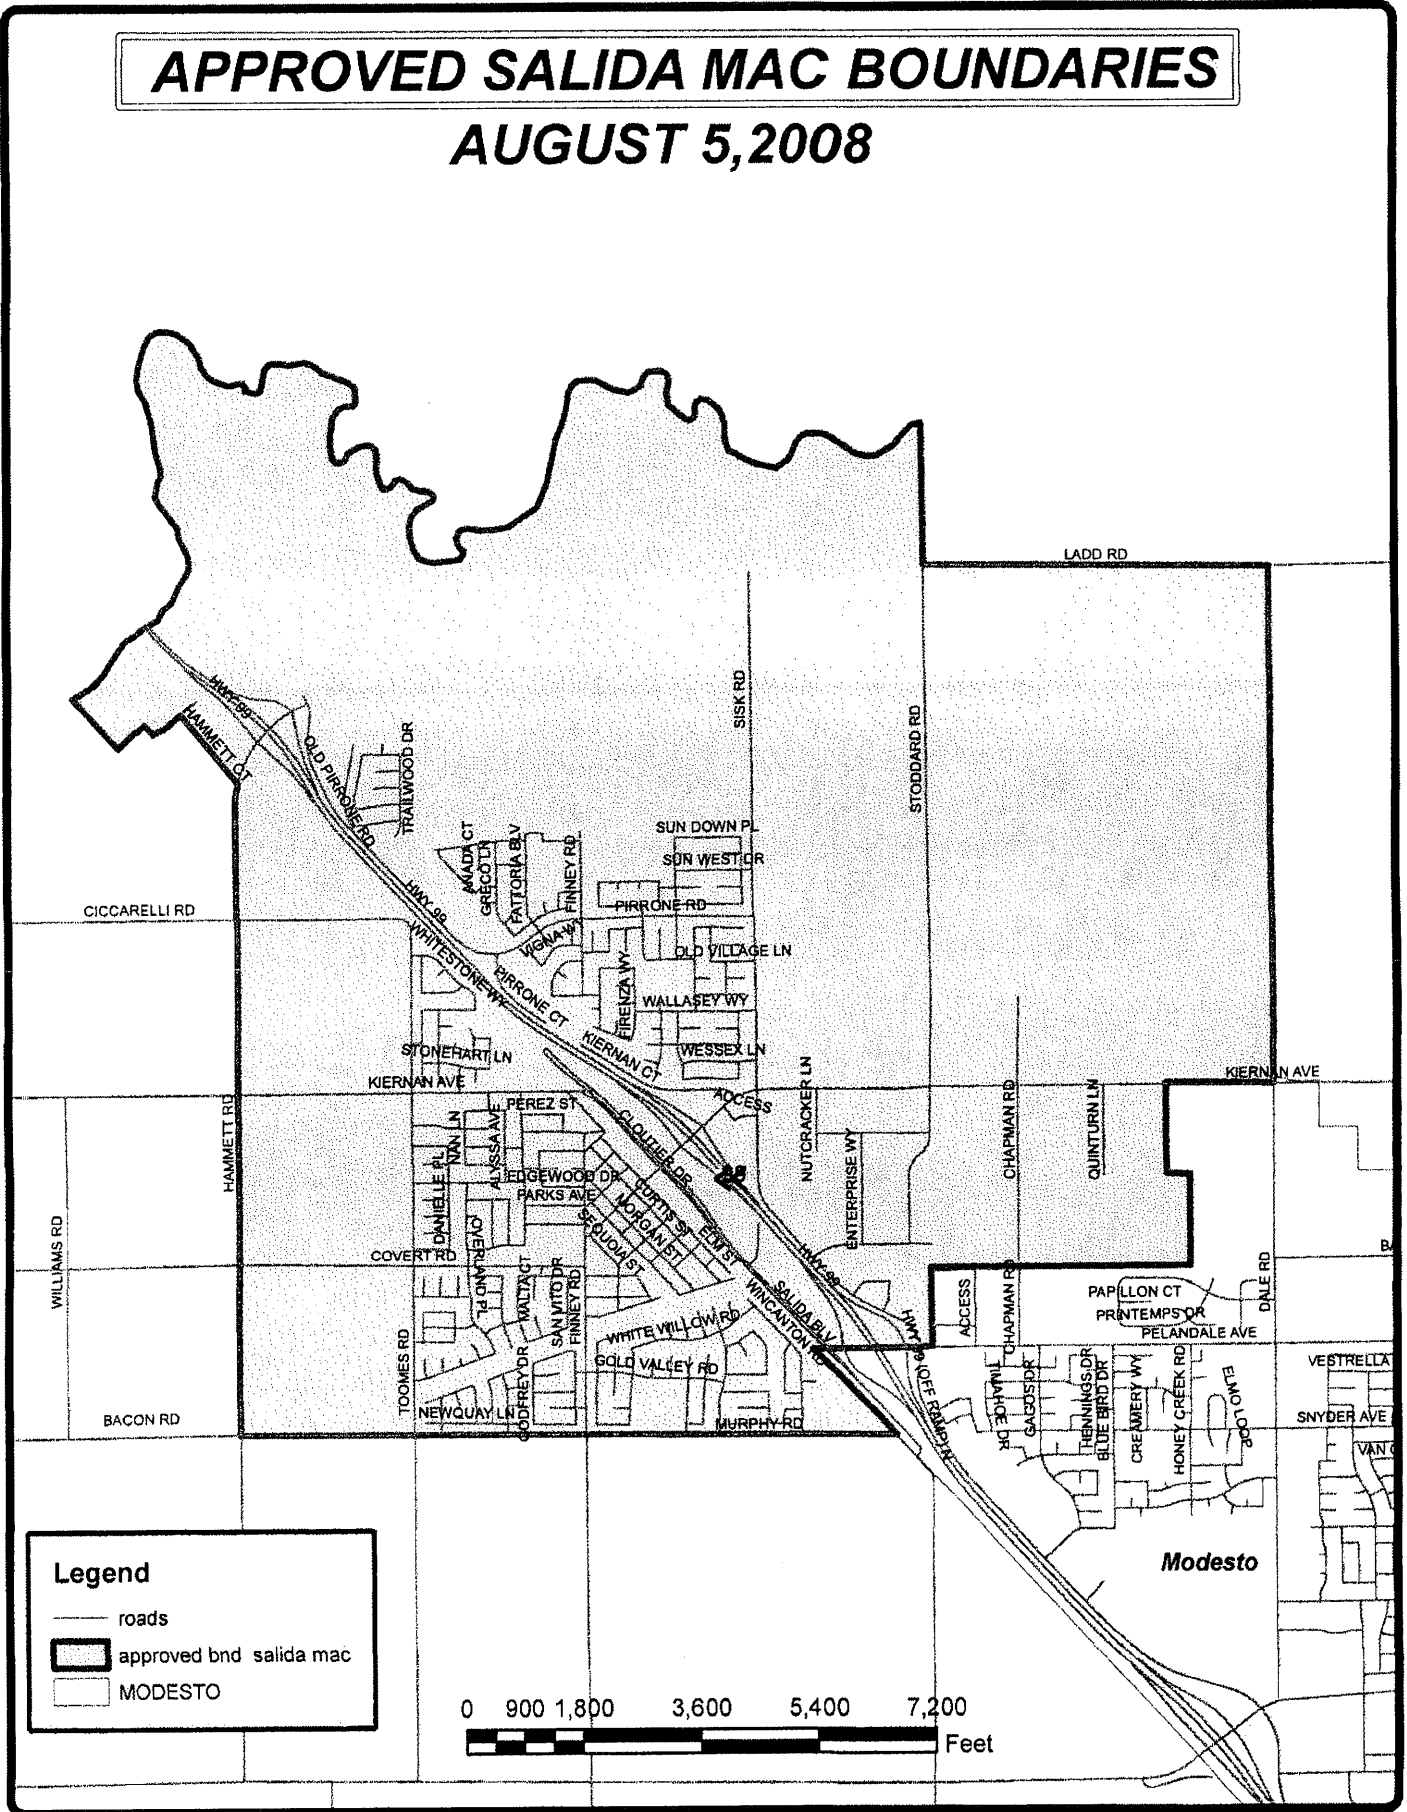 APPROVED SALIDA MAC BOUNDARIES
AUGUST 5,2008
LADD RD
HWY 99
HAMMETT CT
OLD PIRRONE RD
TRAILWOOD DR
SISK RD
STODDARD RD
SUN DOWN PL
SUN WEST DR
ANADA CT
GRECO LN
FATTORIA BLV
FINNEY RD
PIRRONE RD
CICCARELLI RD
HWY 99
WHITESTONE WY
VIGNA WY
OLD VILLAGE LN
PIRRONE CT
FIRENZA WY
WALLASEY WY
STONEHART LN
KIERNAN CT
WESSEX LN
KIERNAN AVE
KIERNAN AVE
HAMMETT RD
PEREZ ST
ACCESS
NUTCRACKER LN
CHAPMAN RD
QUINTURN LN
NAN LN
ALYSSA AVE
CLOUTIER DR
ENTERPRISE WY
EDGEWOOD DR
PARKS AVE
DANIELLE PL
CURTIS ST
MORGAN ST
SEQUOIA ST
ELM ST
WILLIAMS RD
COVERT RD
OVERLAND PL
MALTA CT
SAN VITO DR
FINNEY RD
HWY 99
SALIDA BLV
WINCANTON RD
ACCESS
CHAPMAN RD
PAPILLON CT
PRINTEMPS DR
PELANDALE AVE
DALE RD
WHITE WILLOW RD
GOLD VALLEY RD
TOOMES RD
GODFREY DR
NEWQUAY LN
MURPHY RD
BACON RD
HWY 99 (OFF RAMP) N
TIMAHOE DR
GAGOS DR
HENNINGS DR
BLUE BIRD DR
CREAMERY WY
HONEY CREEK RD
ELMO LOOP
VESTRELLA
SNYDER AVE
VAN
Modesto
Legend
roads
approved bnd salida mac
MODESTO
0 900 1,800 3,600 5,400 7,200
Feet